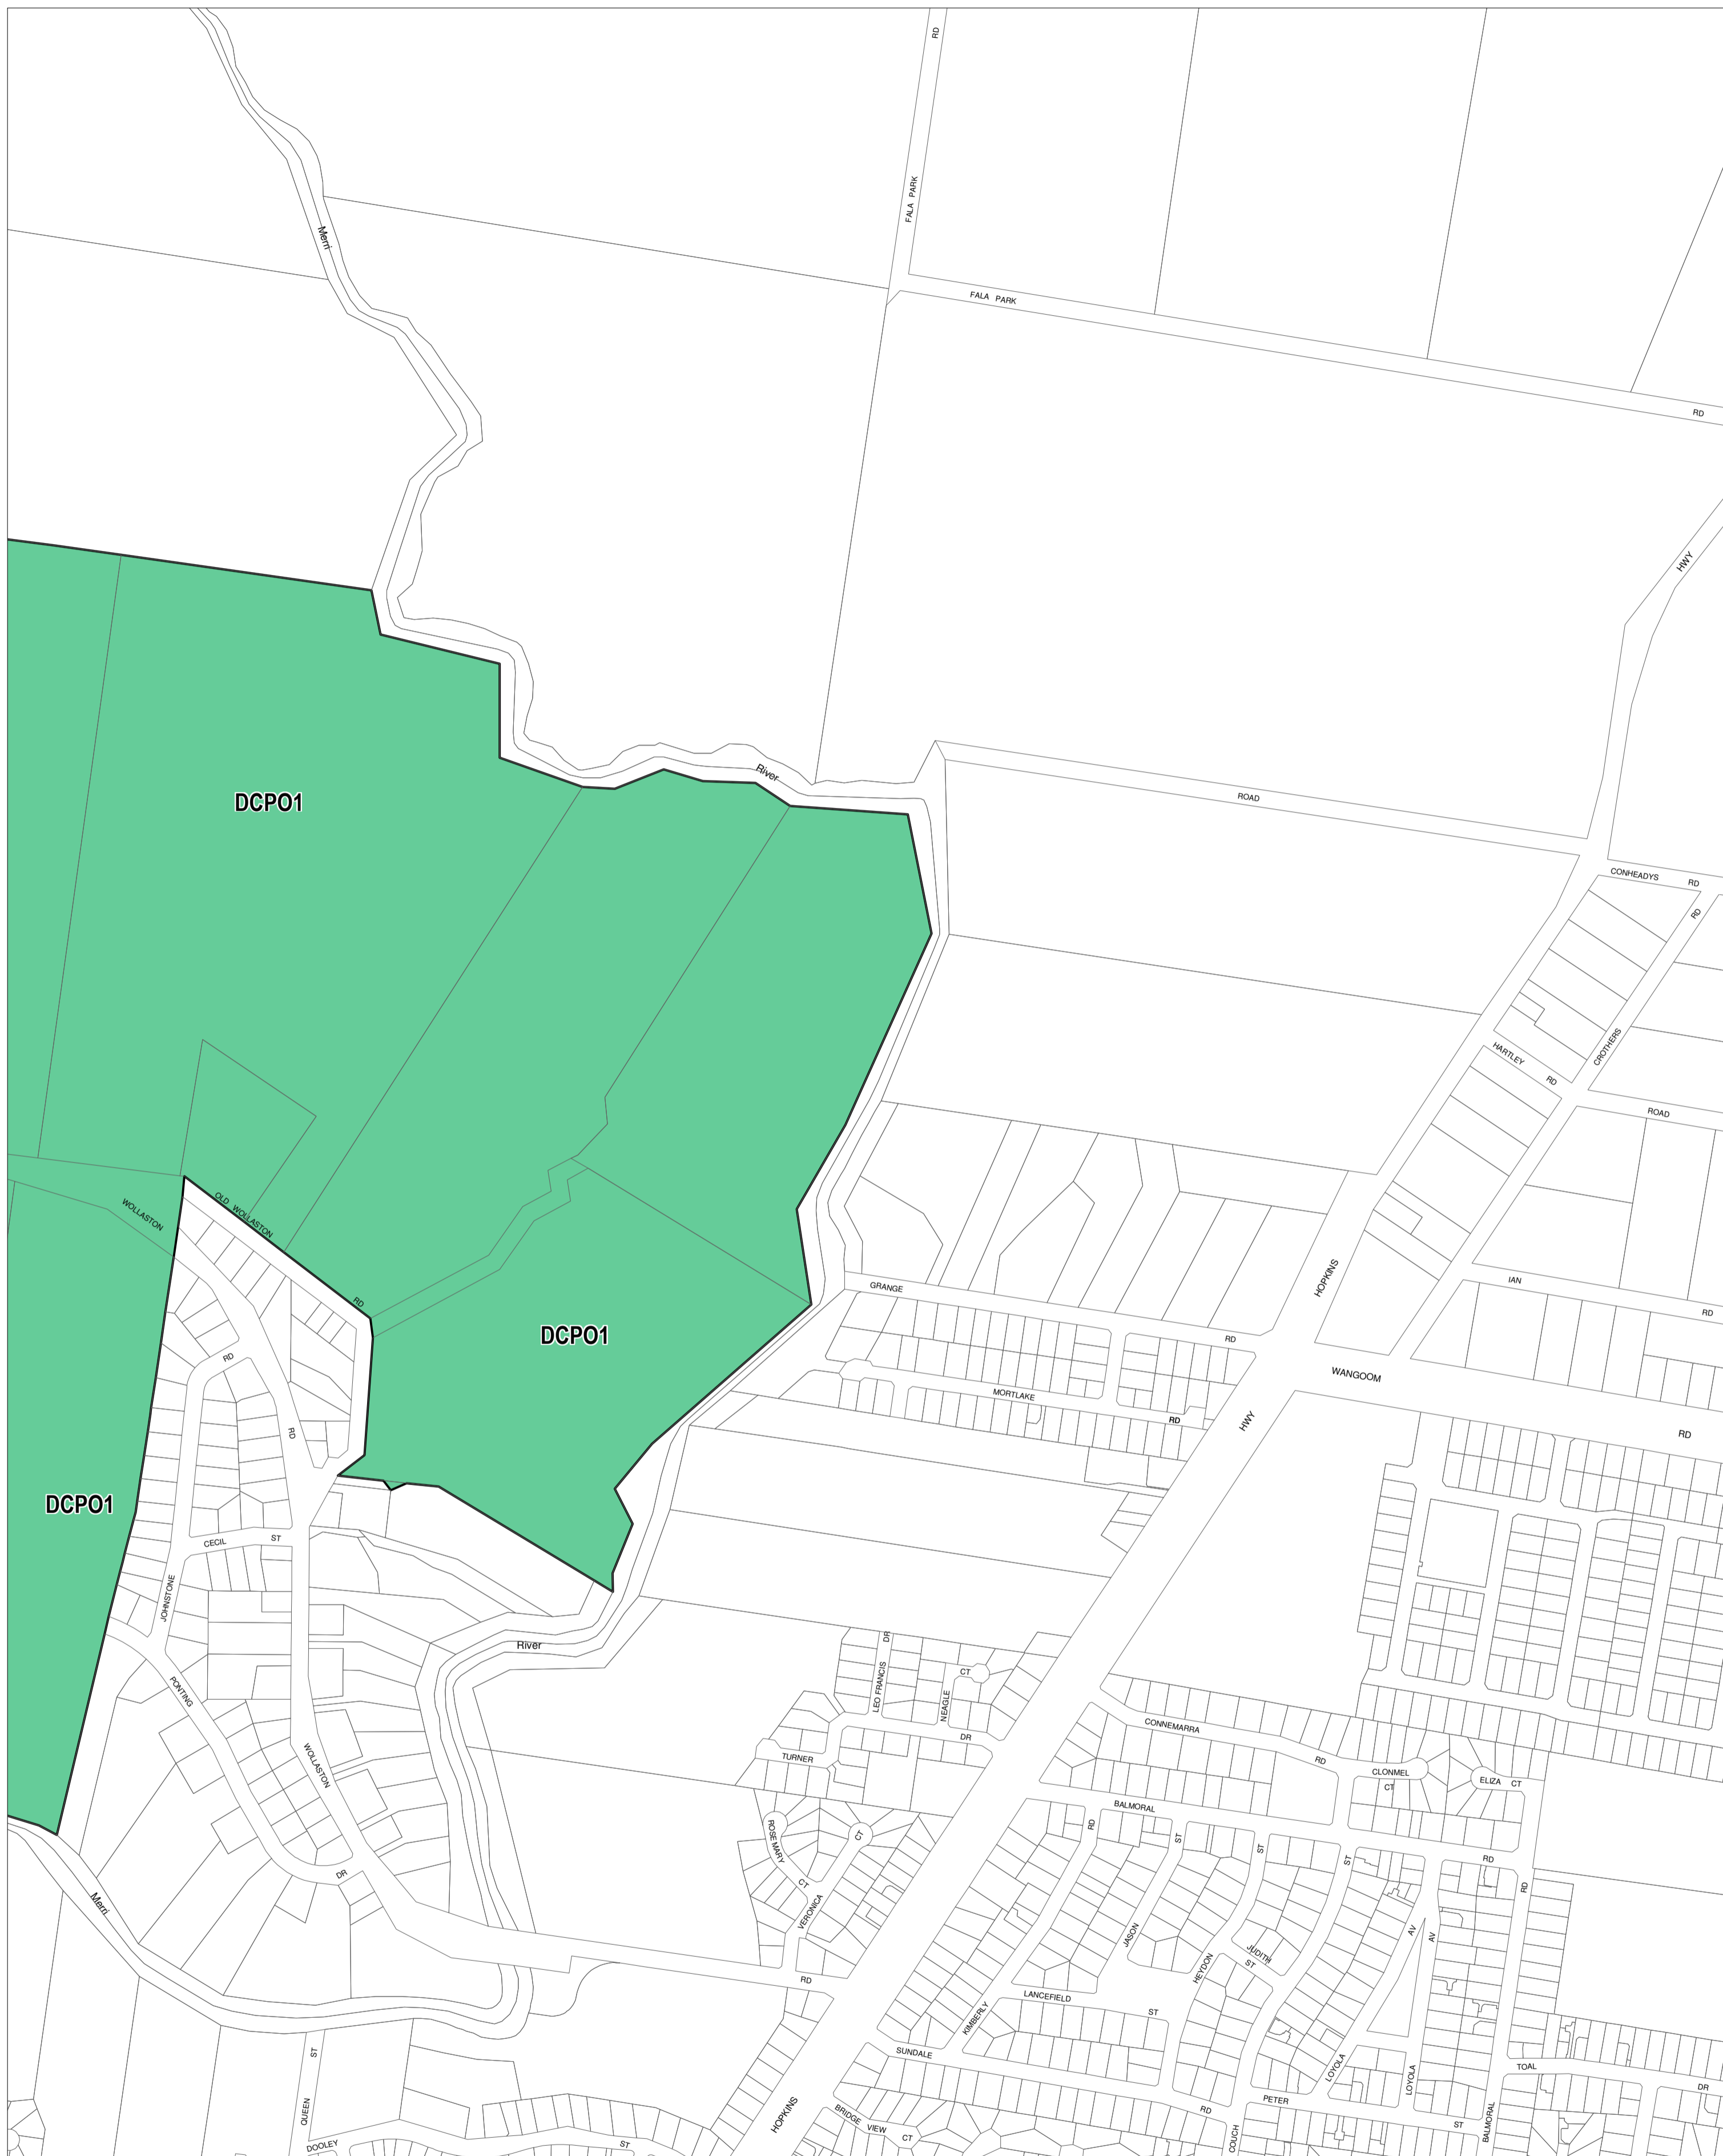 RD
FALA PARK
Merri
FALA PARK
RD
HWY
River
ROAD
DCPO1
CONHEADYS
RD
RD
HARTLEY
RD
CROTHERS
ROAD
WOLLASTON
OLD WOLLASTON
RD
HOPKINS
GRANGE
RD
IAN
RD
DCPO1
RD
WANGOOM
MORTLAKE
RD
HWY
RD
RD
DCPO1
CECIL
ST
JOHNSTONE
River
LEO FRANCIS
DR
NEAGLE
CT
PONTING
CONNEMARRA
RD
TURNER
DR
WOLLASTON
CLONMEL
CT
ELIZA CT
BALMORAL
RD
ST
ST
ST
RD
ROSE MARY
CT
CT
VERONICA
DR
Merri
RD
JASON
JUDITH
ST
HEYDON
AV
AV
RD
LANCEFIELD
ST
KIMBERLY
SUNDALE
RD
LOYOLA
LOYOLA
TOAL
DR
QUEEN
ST
PETER
ST
BALMORAL
HOPKINS
BRIDGE VIEW
CT
COUCH
DOOLEY
ST